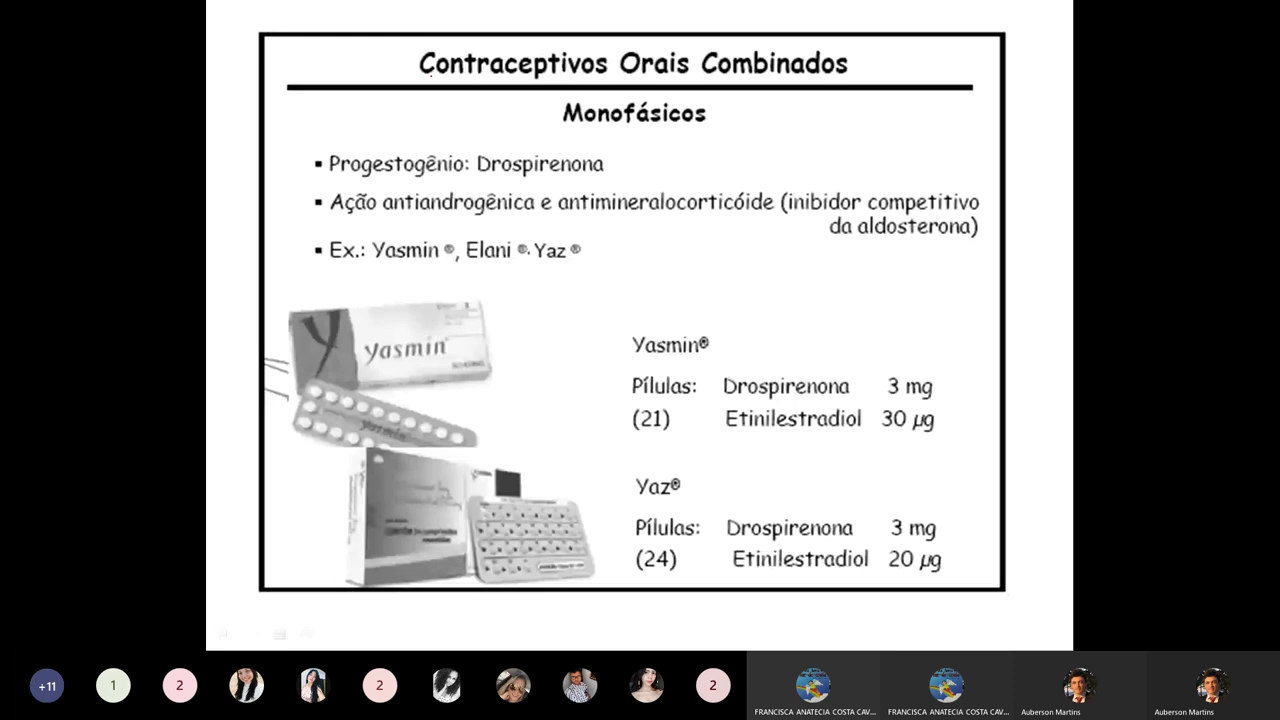 Contraceptivos Orais Combinados
Monofásicos
▪ Progestogênio: Drospirenona
▪ Ação antiandrogênica e antimineralocorticóide (inibidor competitivo
da aldosterona)
▪ Ex.: Yasmin ®, Elani ®. Yaz ®
yasmin
yasmin
Yasmin®
Pílulas: Drospirenona 3 mg
(21) Etinilestradiol 30 µg
Yaz®
Pílulas: Drospirenona 3 mg
(24) Etinilestradiol 20 µg
+11 1 2 2 2
FRANCISCA ANATECIA COSTA CAV... FRANCISCA ANATECIA COSTA CAV... Auberson Martins Auberson Martins